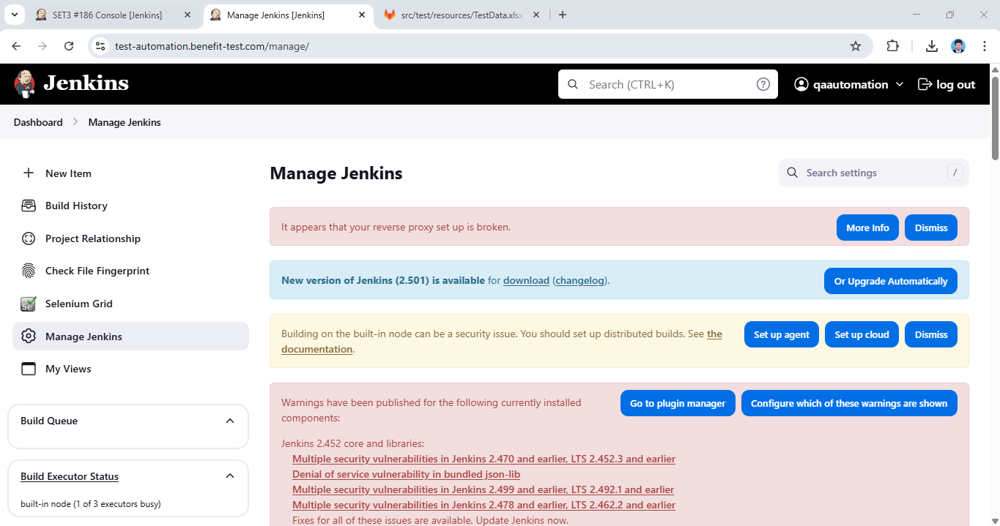 SET3 #186 Console [Jenkins]
Manage Jenkins [Jenkins]
src/test/resources/TestData.xlsx
test-automation.benefit-test.com/manage/
Jenkins
Search (CTRL+K)
?
qaautomation
log out
Dashboard
Manage Jenkins
New Item
Build History
Project Relationship
Check File Fingerprint
Se
Selenium Grid
Manage Jenkins
My Views
Build Queue
Build Executor Status
built-in node (1 of 3 executors busy)
Manage Jenkins
Search settings
/
It appears that your reverse proxy set up is broken.
More Info
Dismiss
New version of Jenkins (2.501) is available for download (changelog).
Or Upgrade Automatically
Building on the built-in node can be a security issue. You should set up distributed builds. See the
documentation.
Set up agent
Set up cloud
Dismiss
Warnings have been published for the following currently installed
components:
Go to plugin manager
Configure which of these warnings are shown
Jenkins 2.452 core and libraries:
Multiple security vulnerabilities in Jenkins 2.470 and earlier, LTS 2.452.3 and earlier
Denial of service vulnerability in bundled json-lib
Multiple security vulnerabilities in Jenkins 2.499 and earlier, LTS 2.492.1 and earlier
Multiple security vulnerabilities in Jenkins 2.478 and earlier, LTS 2.462.2 and earlier
Fixes for all of these issues are available. Update Jenkins now.